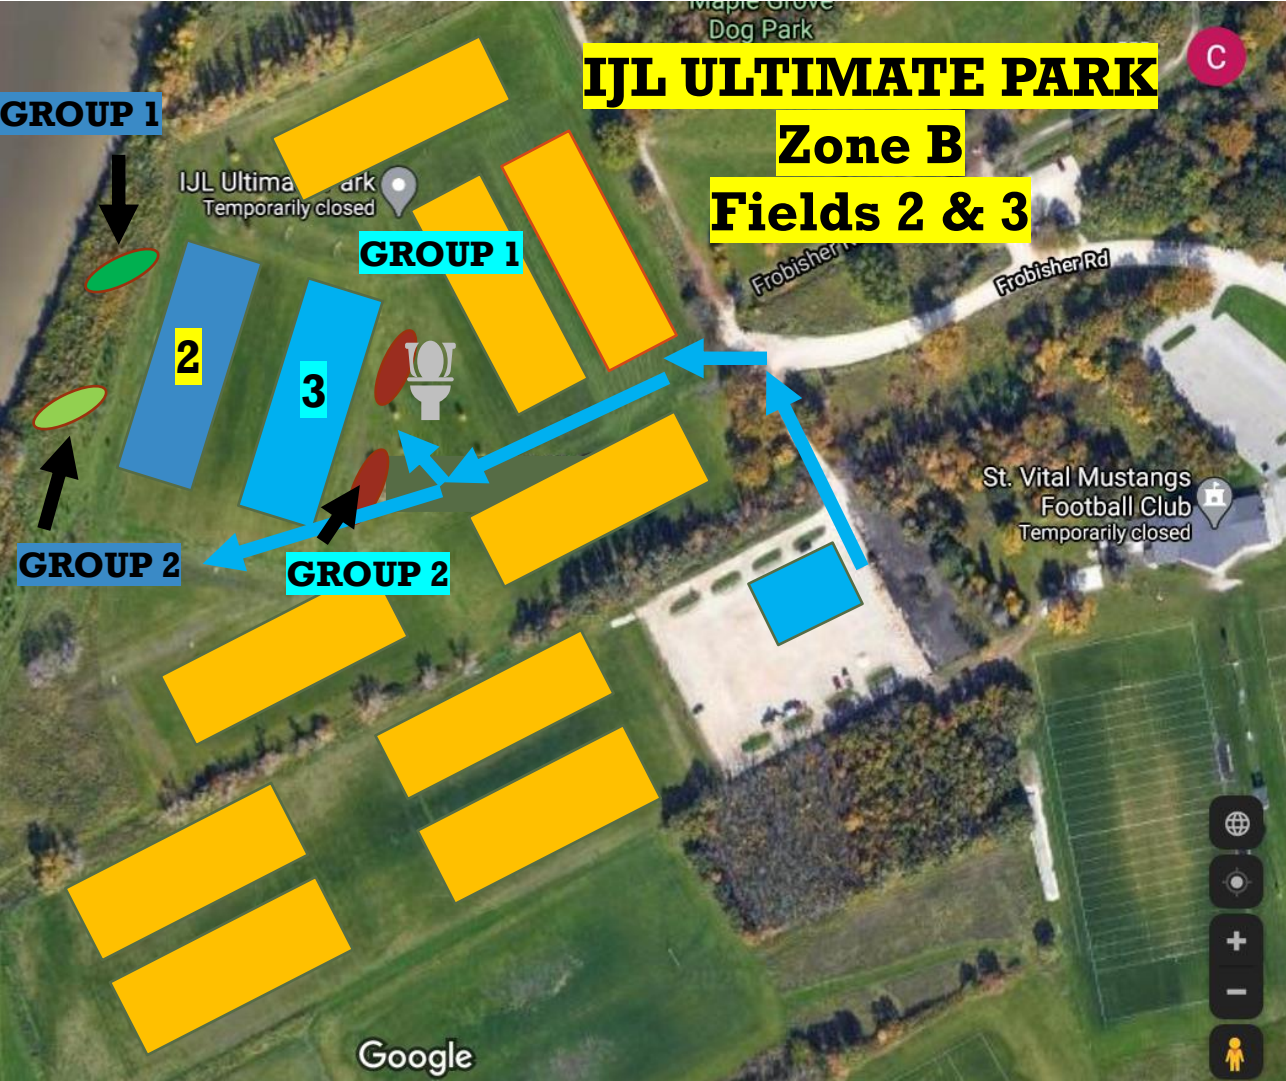 Maple Grove
Dog Park
IJL ULTIMATE PARK
Zone B
Fields 2 & 3
C
GROUP 1
IJL Ultima ark
Temporarily closed
GROUP 1
Frobisher
Frobisher Rd
2
3
St. Vital Mustangs
Football Club
Temporarily closed
GROUP 2
GROUP 2
Google